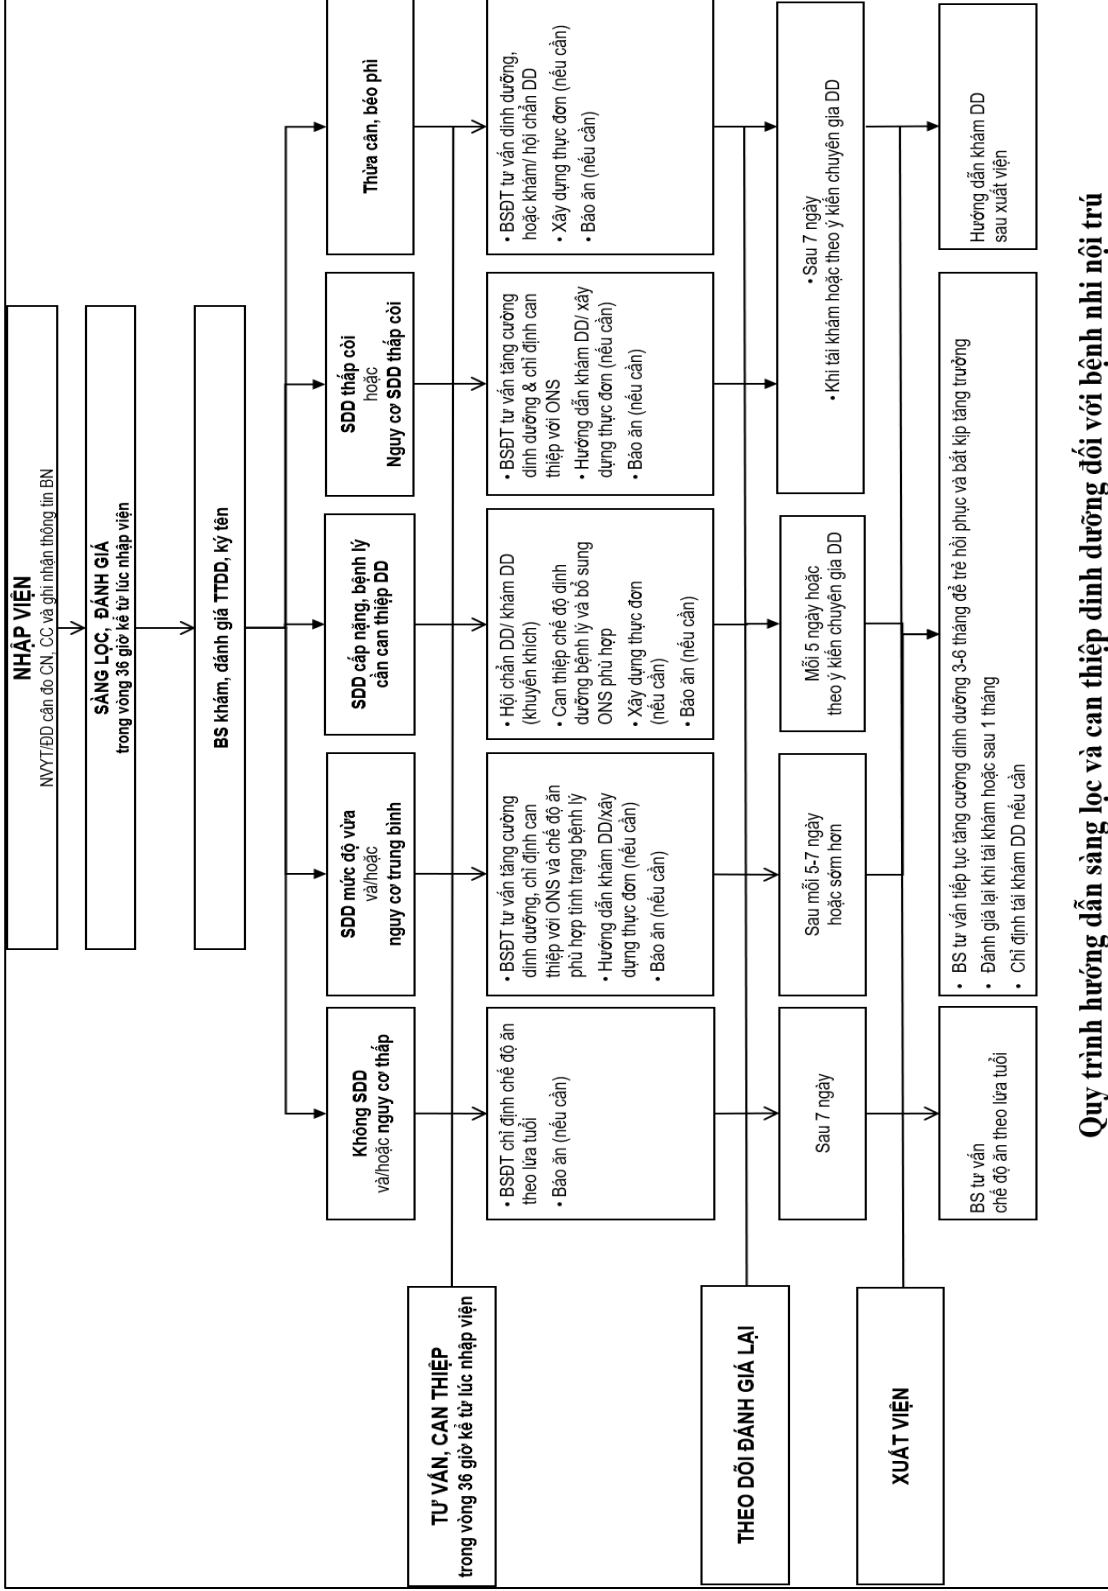 NHẬP VIỆN
NVYT/ĐD cân đo CN, CC và ghi nhận thông tin BN
SÀNG LỌC, ĐÁNH GIÁ
trong vòng 36 giờ kể từ lúc nhập viện
BS khám, đánh giá TTDD, ký tên
Không SDD
và/hoặc nguy cơ thấp
SDD mức độ vừa
và/hoặc
nguy cơ trung bình
SDD cấp nặng, bệnh lý
cần can thiệp DD
SDD thấp còi
hoặc
Nguy cơ SDD thấp còi
Thừa cân, béo phì
TƯ VẤN, CAN THIỆP
trong vòng 36 giờ kể từ lúc nhập viện
• BSĐT chỉ định chế độ ăn
theo lứa tuổi
• Báo ăn (nếu cần)
• BSĐT tư vấn tăng cường
dinh dưỡng, chỉ định can
thiệp với ONS và chế độ ăn
phù hợp tình trạng bệnh lý
• Hướng dẫn khám DD/xây
dựng thực đơn (nếu cần)
• Báo ăn (nếu cần)
• Hội chẩn DD/ khám DD
(khuyến khích)
• Can thiệp chế độ dinh
dưỡng bệnh lý và bổ sung
ONS phù hợp
• Xây dựng thực đơn
(nếu cần)
• Báo ăn (nếu cần)
• BSĐT tư vấn tăng cường
dinh dưỡng & chỉ định can
thiệp với ONS
• Hướng dẫn khám DD/ xây
dựng thực đơn (nếu cần)
• Báo ăn (nếu cần)
• BSĐT tư vấn dinh dưỡng,
hoặc khám/ hội chẩn DD
• Xây dựng thực đơn (nếu cần)
• Báo ăn (nếu cần)
THEO DÕI ĐÁNH GIÁ LẠI
Sau 7 ngày
Sau mỗi 5-7 ngày
hoặc sớm hơn
Mỗi 5 ngày hoặc
theo ý kiến chuyên gia DD
• Sau 7 ngày
• Khi tái khám hoặc theo ý kiến chuyên gia DD
XUẤT VIỆN
BS tư vấn
chế độ ăn theo lứa tuổi
• BS tư vấn tiếp tục tăng cường dinh dưỡng 3-6 tháng để trẻ hồi phục và bắt kịp tăng trưởng
• Đánh giá lại khi tái khám hoặc sau 1 tháng
• Chỉ định tái khám DD nếu cần
Hướng dẫn khám DD
sau xuất viện
Quy trình hướng dẫn sàng lọc và can thiệp dinh dưỡng đối với bệnh nhi nội trú